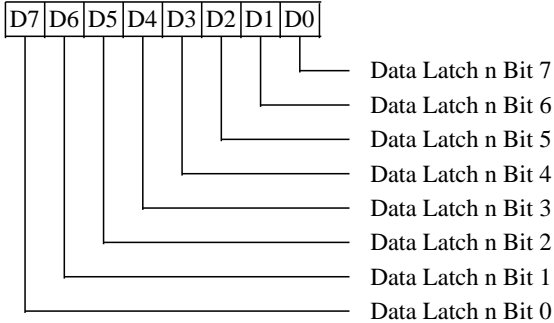 D7 D6 D5 D4 D3 D2 D1 D0
Data Latch n Bit 7
Data Latch n Bit 6
Data Latch n Bit 5
Data Latch n Bit 4
Data Latch n Bit 3
Data Latch n Bit 2
Data Latch n Bit 1
Data Latch n Bit 0